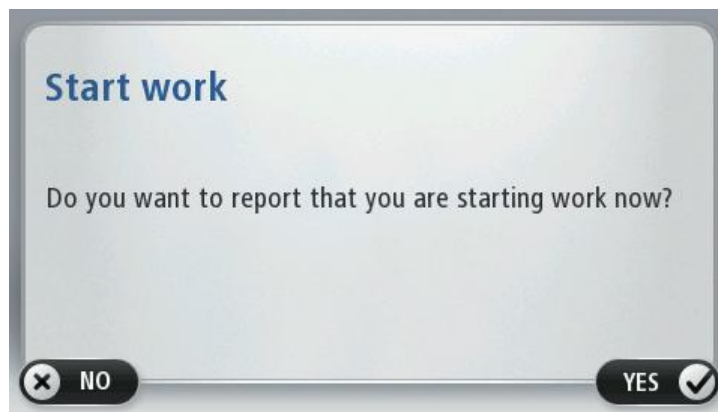 Start work
Do you want to report that you are starting work now?
NO
YES